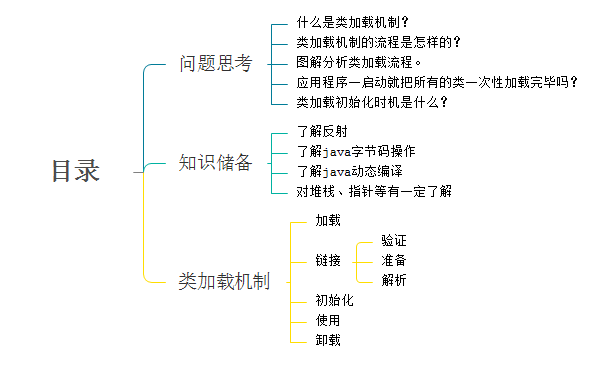 目录
问题思考
什么是类加载机制?
类加载机制的流程是怎样的?
图解分析类加载流程。
应用程序一启动就把所有的类一次性加载完毕吗?
类加载初始化时机是什么?
知识储备
了解反射
了解java字节码操作
了解java动态编译
对堆栈、指针等有一定了解
类加载机制
加载
链接
验证
准备
解析
初始化
使用
卸载